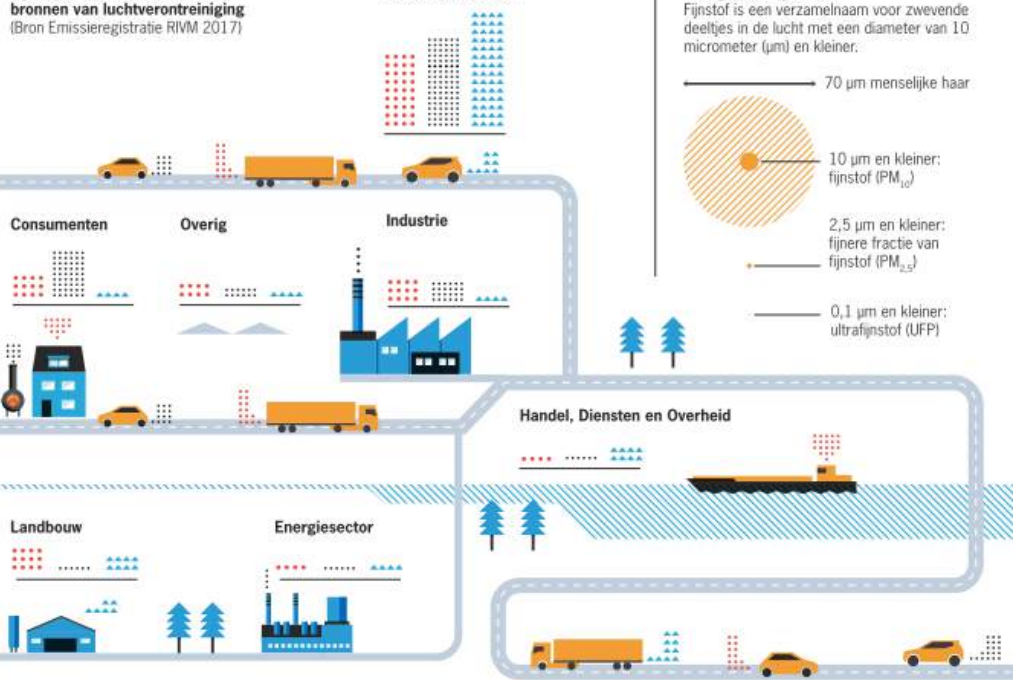 bronnen van luchtverontreiniging
(Bron Emissieregistratie RIVM 2017)
Fijnstof is een verzamelnaam voor zwevende
deeltjes in de lucht met een diameter van 10
micrometer (µm) en kleiner.
70 µm menselijke haar
10 µm en kleiner:
fijnstof (PM₁₀)
2,5 µm en kleiner:
fijnere fractie van
fijnstof (PM₂,₅)
0,1 µm en kleiner:
ultrafijnstof (UFP)
Consumenten
Overig
Industrie
Handel, Diensten en Overheid
Landbouw
Energiesector